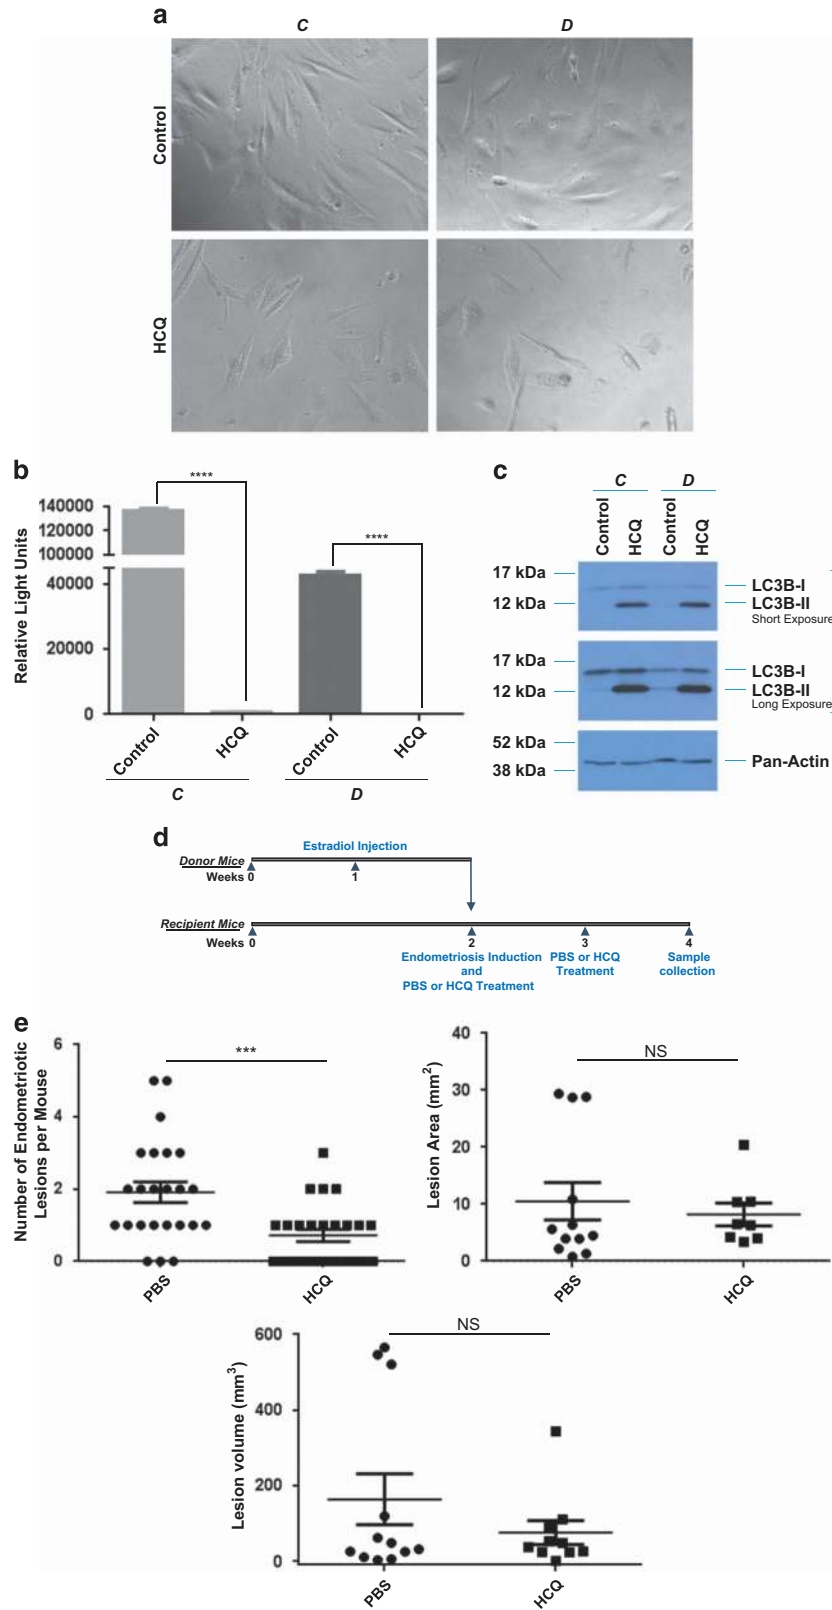 a
C D
Control
HCQ
b
****
****
Relative Light Units
140000
120000
100000
40000
20000
0
Control HCQ Control HCQ
C D
c
C D
Control HCQ Control HCQ
17 kDa
12 kDa
LC3B-I
LC3B-II
Short Exposure
17 kDa
12 kDa
LC3B-I
LC3B-II
Long Exposure
52 kDa
38 kDa
Pan-Actin
d
Estradiol Injection
Donor Mice
Weeks 0 1
Recipient Mice
Weeks 0 2 3 4
Endometriosis Induction
and
PBS or HCQ Treatment
PBS or HCQ
Treatment
Sample
collection
e
Number of Endometriotic
Lesions per Mouse
6
4
2
0
***
PBS HCQ
Lesion Area (mm²)
40
30
20
10
0
NS
PBS HCQ
Lesion volume (mm³)
600
400
200
0
NS
PBS HCQ